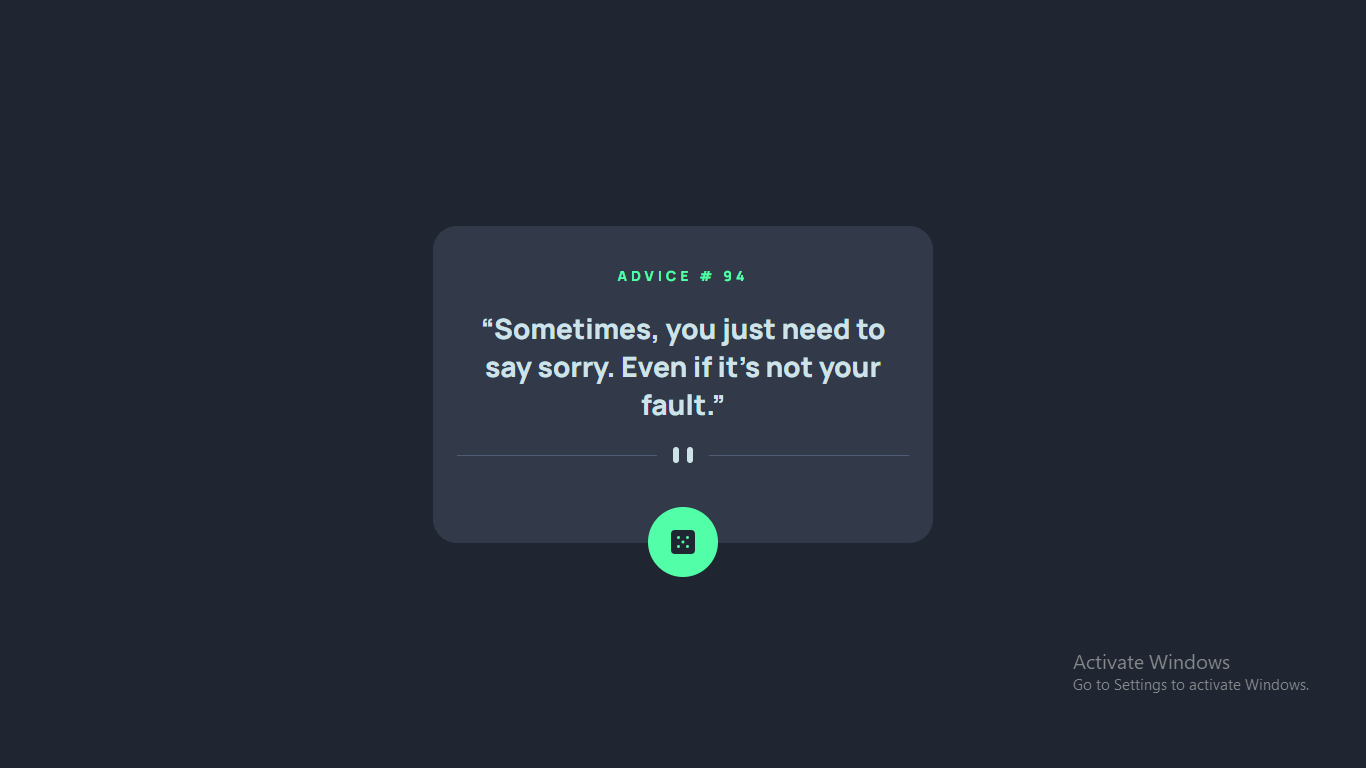 ADVICE # 94
“Sometimes, you just need to
say sorry. Even if it’s not your
fault.”
Activate Windows
Go to Settings to activate Windows.